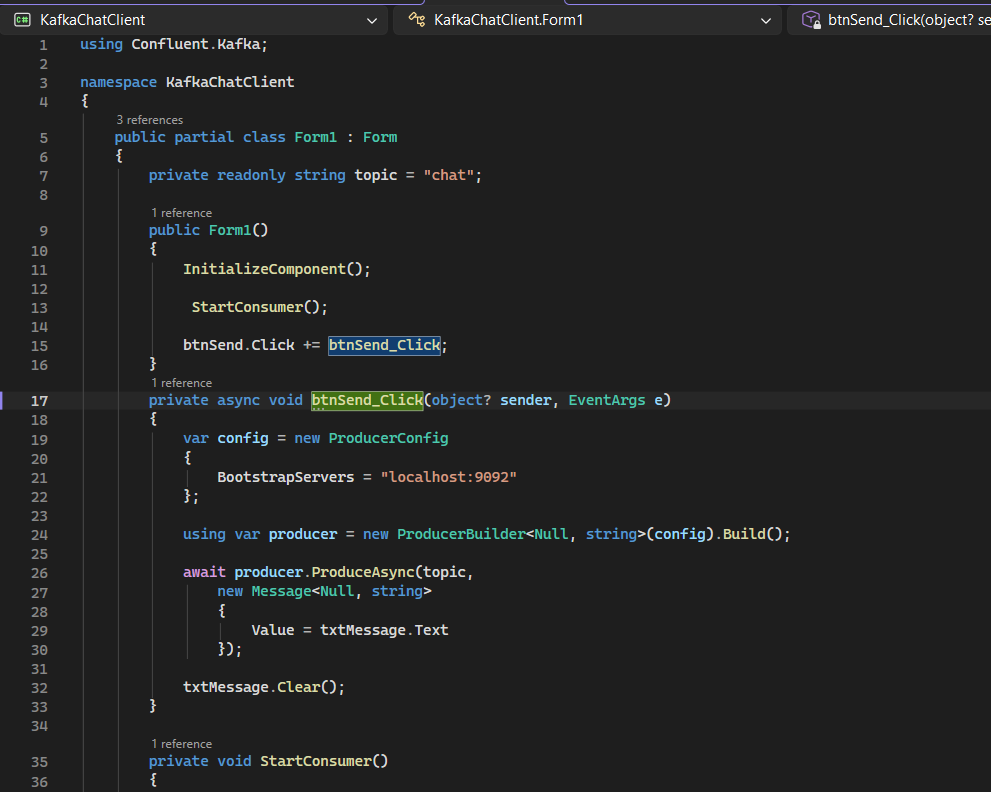 KafkaChatClient KafkaChatClient.Form1 btnSend_Click(object? se
1 using Confluent.Kafka;
2
3 namespace KafkaChatClient
4 {
3 references
5 public partial class Form1 : Form
6 {
7 private readonly string topic = "chat";
8
1 reference
9 public Form1()
10 {
11 InitializeComponent();
12
13 StartConsumer();
14
15 btnSend.Click += btnSend_Click;
16 }
1 reference
17 private async void btnSend_Click(object? sender, EventArgs e)
18 {
19 var config = new ProducerConfig
20 {
21 BootstrapServers = "localhost:9092"
22 };
23
24 using var producer = new ProducerBuilder<Null, string>(config).Build();
25
26 await producer.ProduceAsync(topic,
27 new Message<Null, string>
28 {
29 Value = txtMessage.Text
30 });
31
32 txtMessage.Clear();
33 }
34
1 reference
35 private void StartConsumer()
36 {